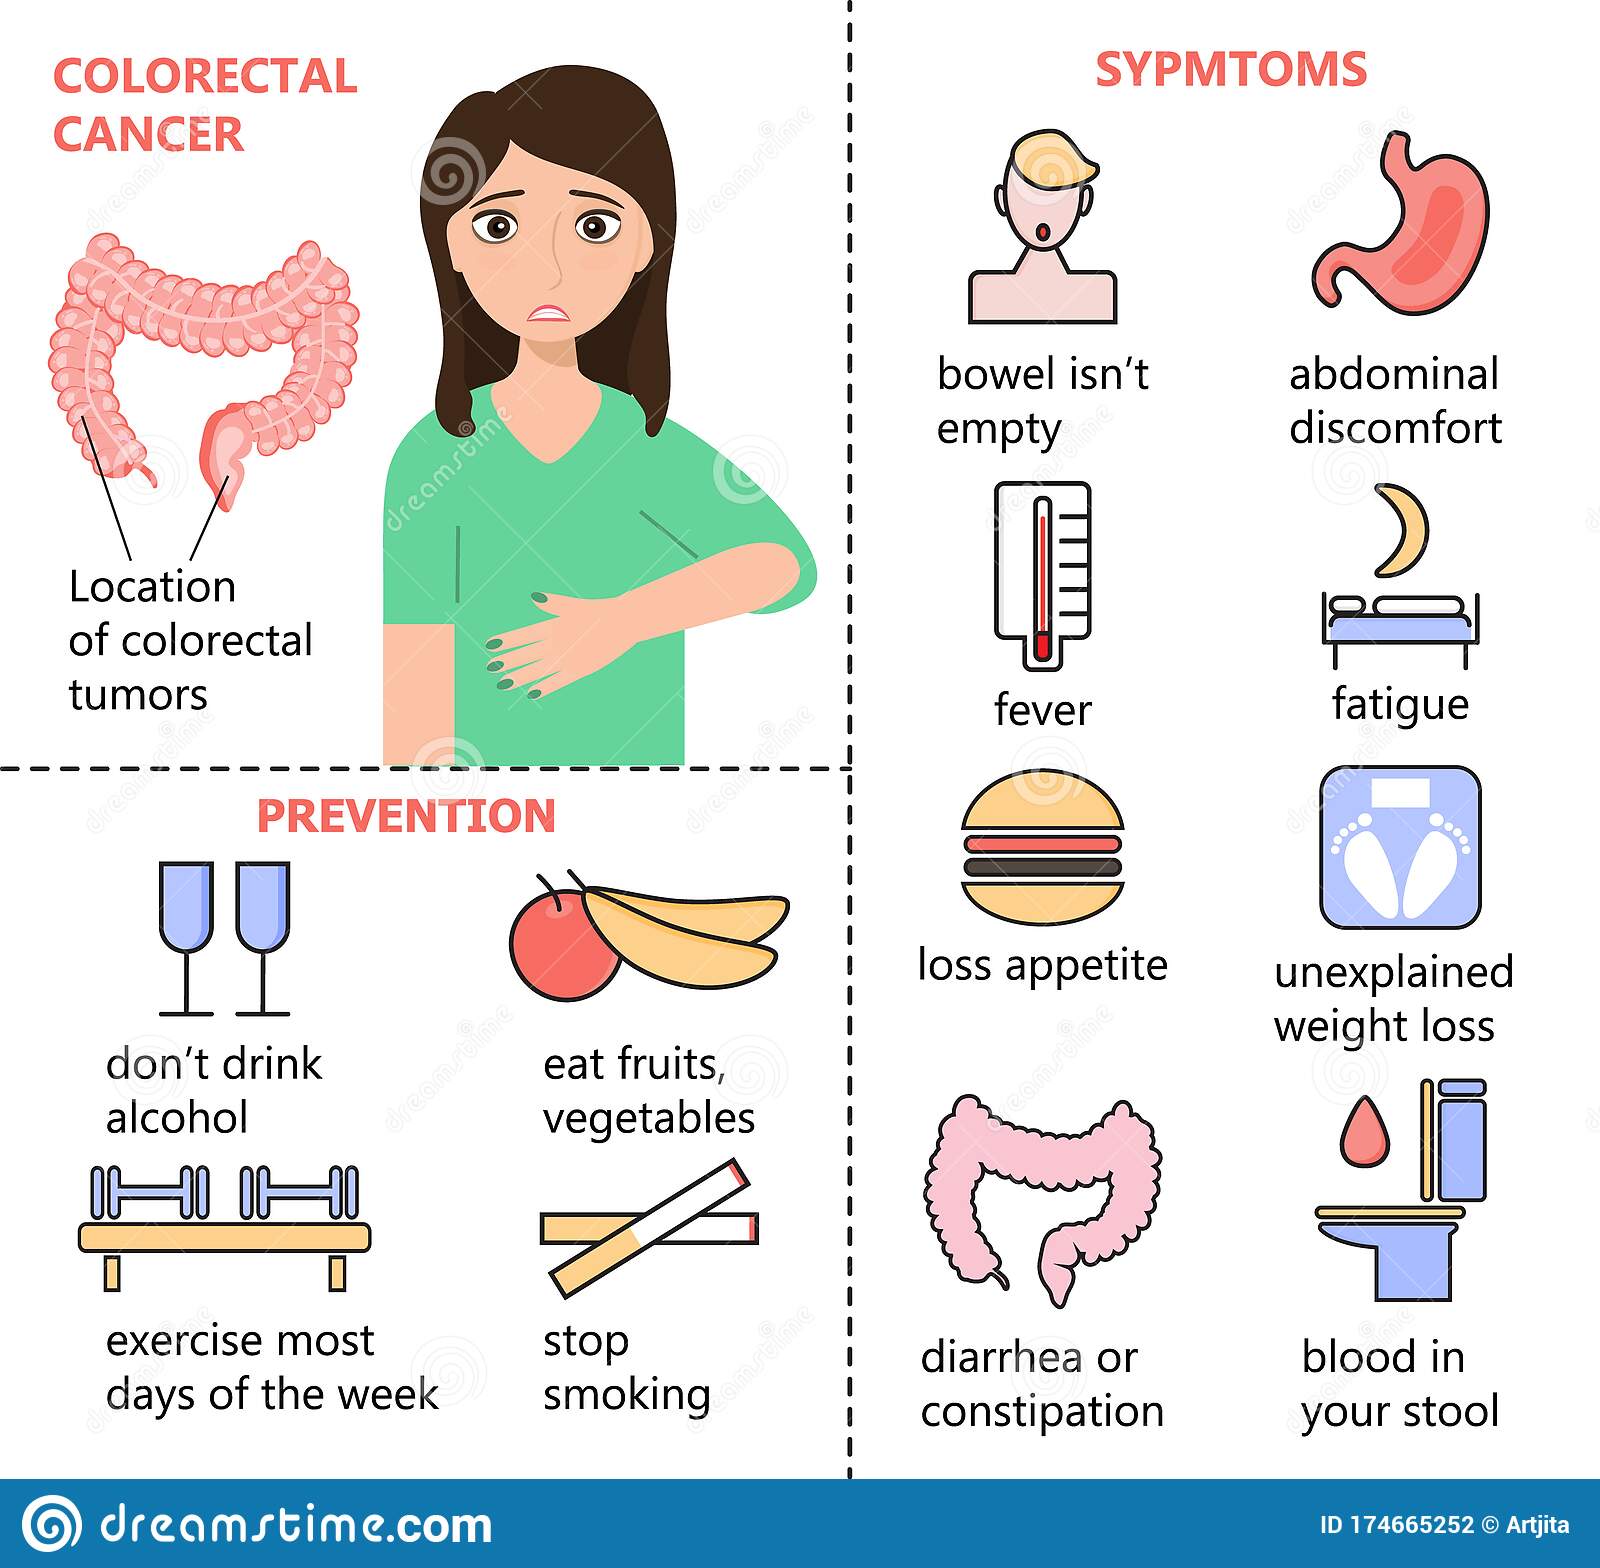 COLORECTAL
CANCER
Location
of colorectal
tumors
PREVENTION
don't drink
alcohol
eat fruits,
vegetables
exercise most
days of the week
stop
smoking
SYPMTOMS
bowel isn't
empty
abdominal
discomfort
fever
fatigue
loss appetite
unexplained
weight loss
diarrhea or
constipation
blood in
your stool
dreamstime.com
ID 174665252 © Artjita